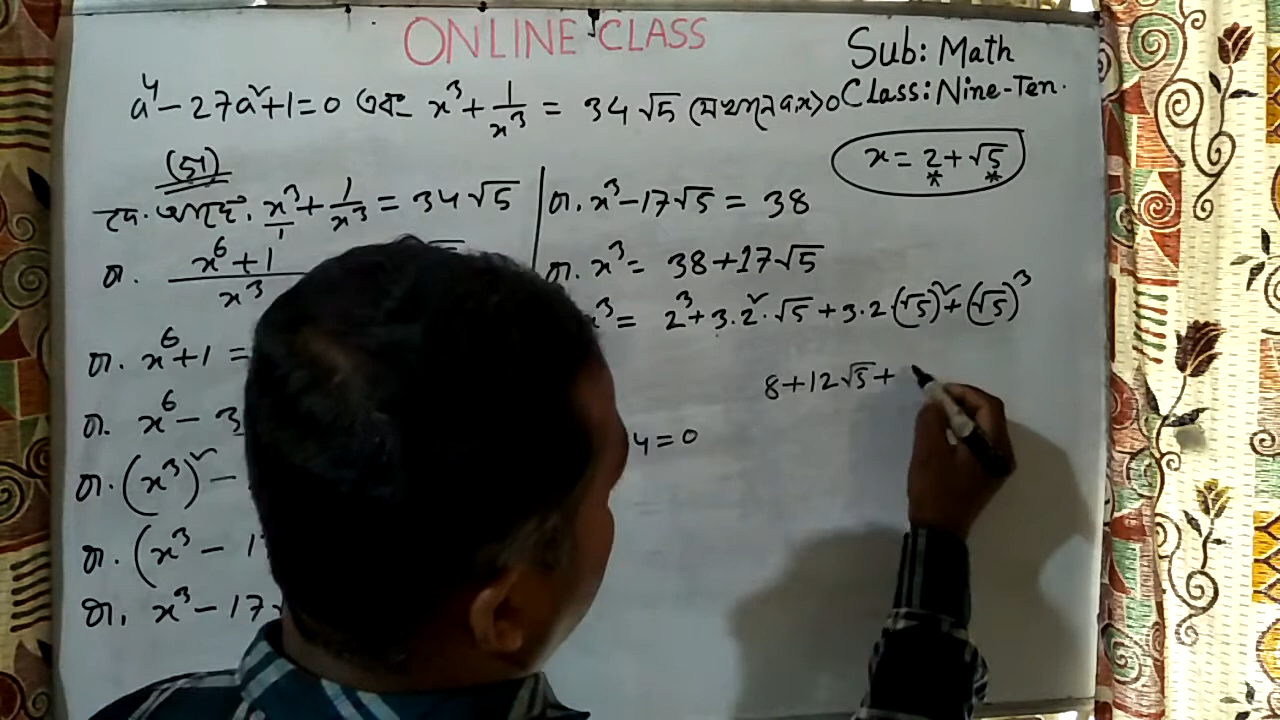 ONLINE CLASS
Sub: Math
Class: Nine-Ten.
a⁴ - 27a² + 1 = 0 এবং x³ + 1/x³ = 34√5 (যেখানে a,x>0
x = 2 + √5
x³/1 + 1/x³ = 34√5
বা. (x⁶ + 1)/x³
বা. x⁶ + 1 =
বা. x⁶ - 3
বা. (x³)² -
বা. (x³ - 1
বা, x³ - 17
বা. x³ - 17√5 = 38
বা. x³ = 38 + 17√5
x³ = 2³ + 3.2².√5 + 3.2(√5)² + (√5)³
8 + 12√5 +
4 = 0